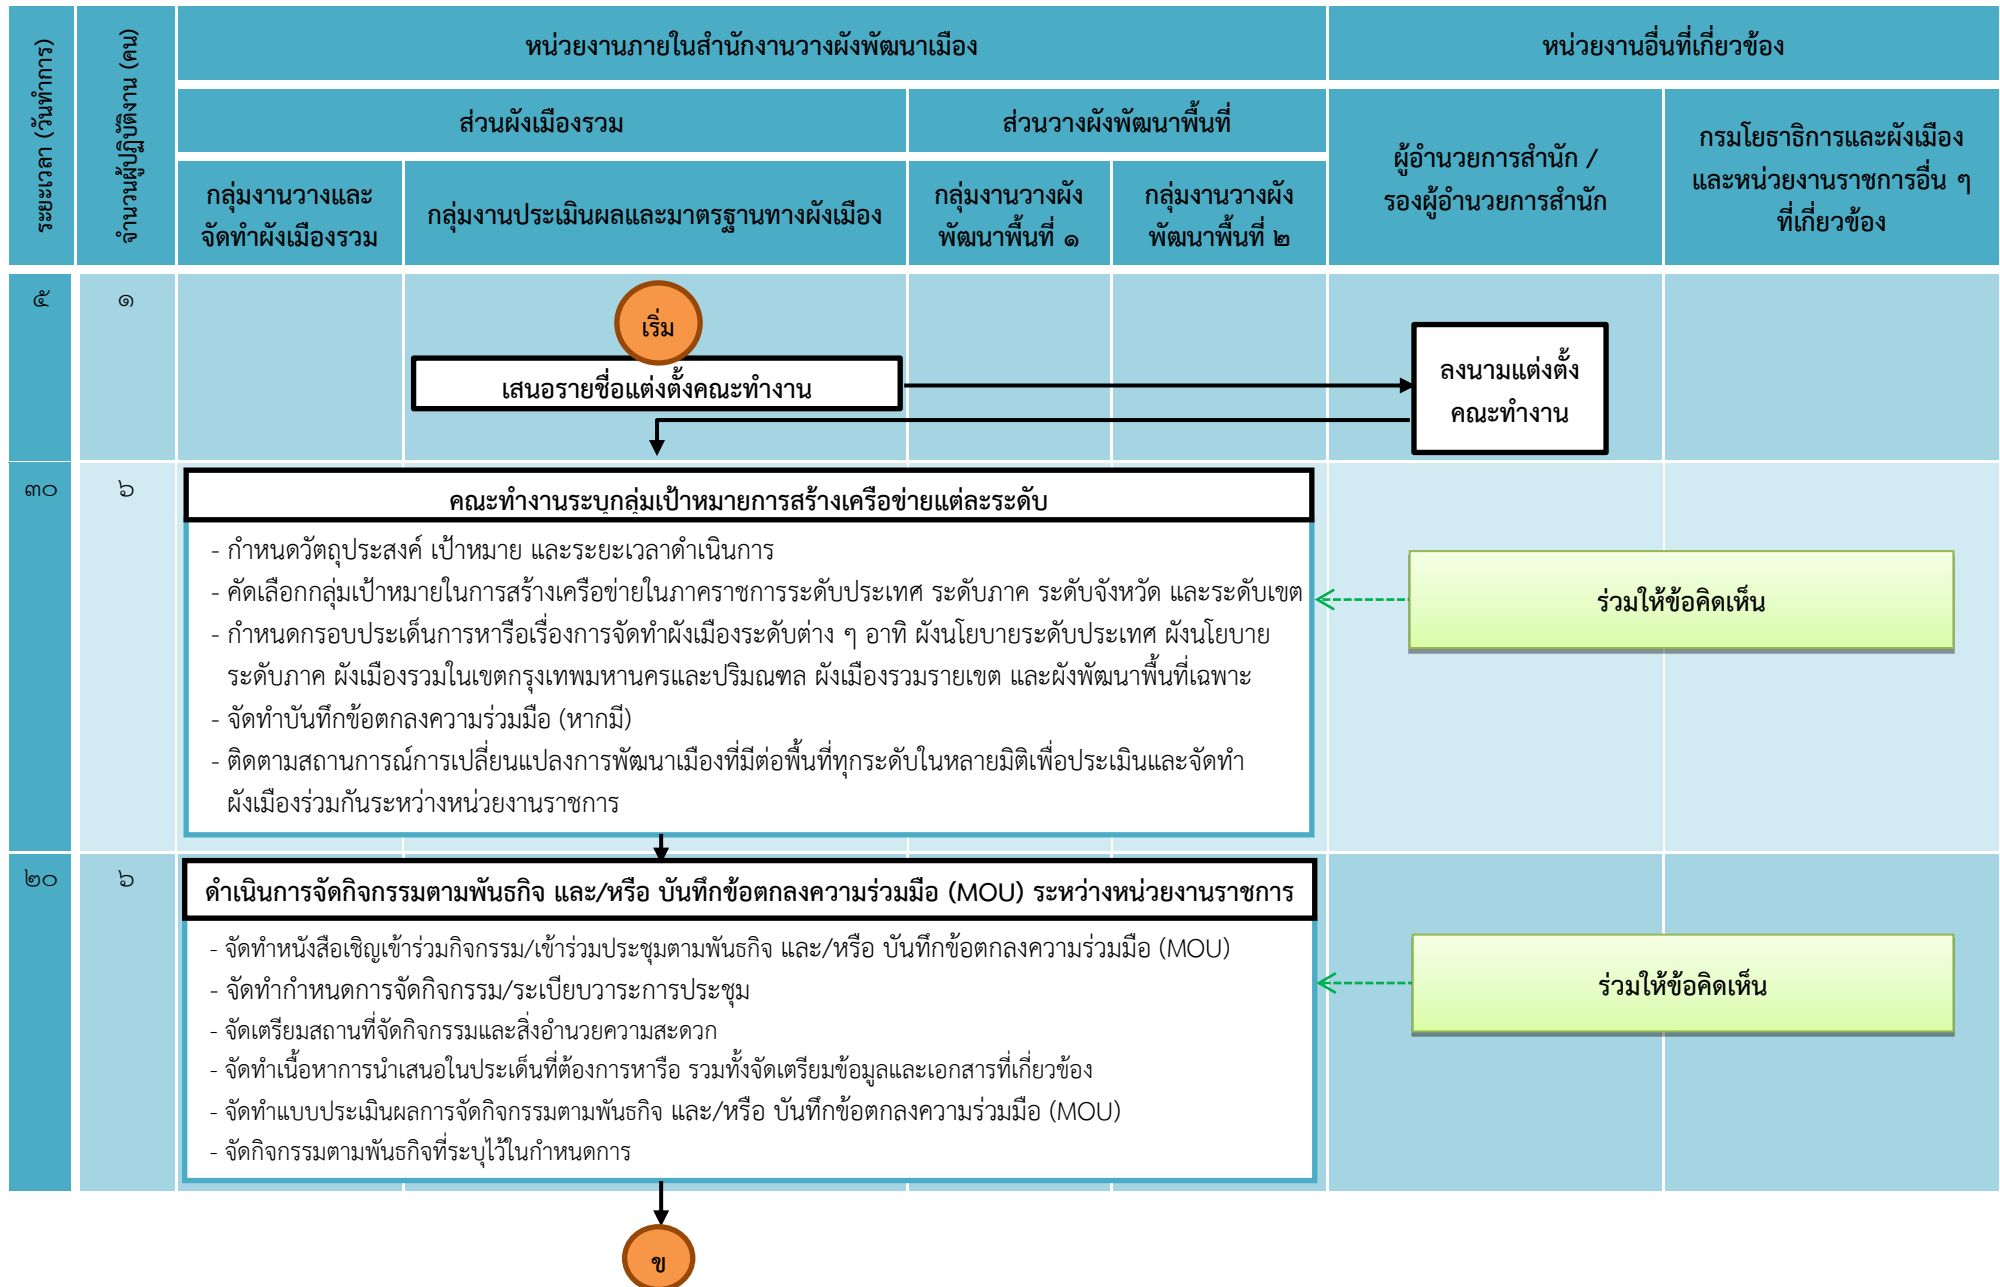 ระยะเวลา (วันทำการ)
จำนวนผู้ปฏิบัติงาน (คน)
หน่วยงานภายในสำนักงานวางผังพัฒนาเมือง
หน่วยงานอื่นที่เกี่ยวข้อง
ส่วนผังเมืองรวม
ส่วนวางผังพัฒนาพื้นที่
ผู้อำนวยการสำนัก /
รองผู้อำนวยการสำนัก
กรมโยธาธิการและผังเมือง
และหน่วยงานราชการอื่น ๆ
ที่เกี่ยวข้อง
กลุ่มงานวางและ
จัดทำผังเมืองรวม
กลุ่มงานประเมินผลและมาตรฐานทางผังเมือง
กลุ่มงานวางผัง
พัฒนาพื้นที่ ๑
กลุ่มงานวางผัง
พัฒนาพื้นที่ ๒
๕
๑
เริ่ม
เสนอรายชื่อแต่งตั้งคณะทำงาน
ลงนามแต่งตั้ง
คณะทำงาน
๓๐
๖
คณะทำงานระบุกลุ่มเป้าหมายการสร้างเครือข่ายแต่ละระดับ
- กำหนดวัตถุประสงค์ เป้าหมาย และระยะเวลาดำเนินการ
- คัดเลือกกลุ่มเป้าหมายในการสร้างเครือข่ายในภาคราชการระดับประเทศ ระดับภาค ระดับจังหวัด และระดับเขต
- กำหนดกรอบประเด็นการหารือเรื่องการจัดทำผังเมืองระดับต่าง ๆ อาทิ ผังนโยบายระดับประเทศ ผังนโยบาย
ระดับภาค ผังเมืองรวมในเขตกรุงเทพมหานครและปริมณฑล ผังเมืองรวมรายเขต และผังพัฒนาพื้นที่เฉพาะ
- จัดทำบันทึกข้อตกลงความร่วมมือ (หากมี)
- ติดตามสถานการณ์การเปลี่ยนแปลงการพัฒนาเมืองที่มีต่อพื้นที่ทุกระดับในหลายมิติเพื่อประเมินและจัดทำ
ผังเมืองร่วมกันระหว่างหน่วยงานราชการ
ร่วมให้ข้อคิดเห็น
๒๐
๖
ดำเนินการจัดกิจกรรมตามพันธกิจ และ/หรือ บันทึกข้อตกลงความร่วมมือ (MOU) ระหว่างหน่วยงานราชการ
- จัดทำหนังสือเชิญเข้าร่วมกิจกรรม/เข้าร่วมประชุมตามพันธกิจ และ/หรือ บันทึกข้อตกลงความร่วมมือ (MOU)
- จัดทำกำหนดการจัดกิจกรรม/ระเบียบวาระการประชุม
- จัดเตรียมสถานที่จัดกิจกรรมและสิ่งอำนวยความสะดวก
- จัดทำเนื้อหาการนำเสนอในประเด็นที่ต้องการหารือ รวมทั้งจัดเตรียมข้อมูลและเอกสารที่เกี่ยวข้อง
- จัดทำแบบประเมินผลการจัดกิจกรรมตามพันธกิจ และ/หรือ บันทึกข้อตกลงความร่วมมือ (MOU)
- จัดกิจกรรมตามพันธกิจที่ระบุไว้ในกำหนดการ
ร่วมให้ข้อคิดเห็น
ข